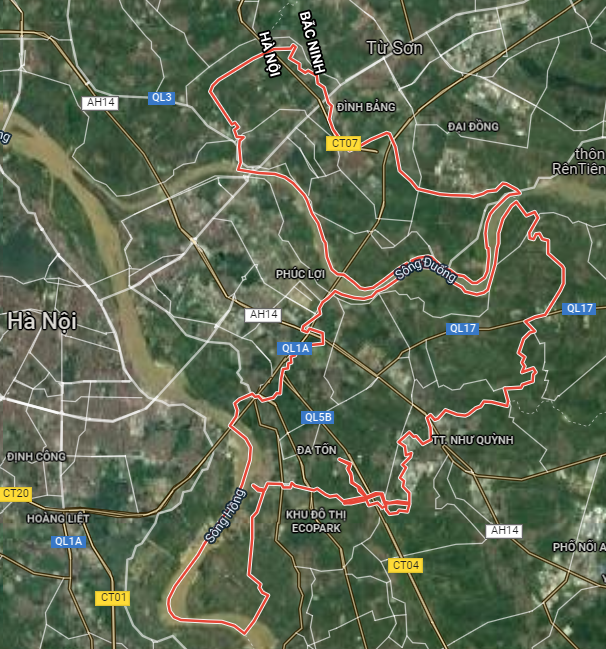 BẮC NINH
HÀ NỘI
Từ Sơn
QL3
AH14
ĐÌNH BẢNG
ĐẠI ĐỒNG
CT07
thôn
RênTiên
ng
PHÚC LỢI
Sông Đuống
AH14
QL17
Hà Nội
QL17
QL1A
QL5B
TT. NHƯ QUỲNH
ĐA TỐN
ĐỊNH CÔNG
CT20
Sông Hồng
KHU ĐÔ THỊ
ECOPARK
HOÀNG LIỆT
QL1A
AH14
PHỐ NỐI A
CT04
CT01